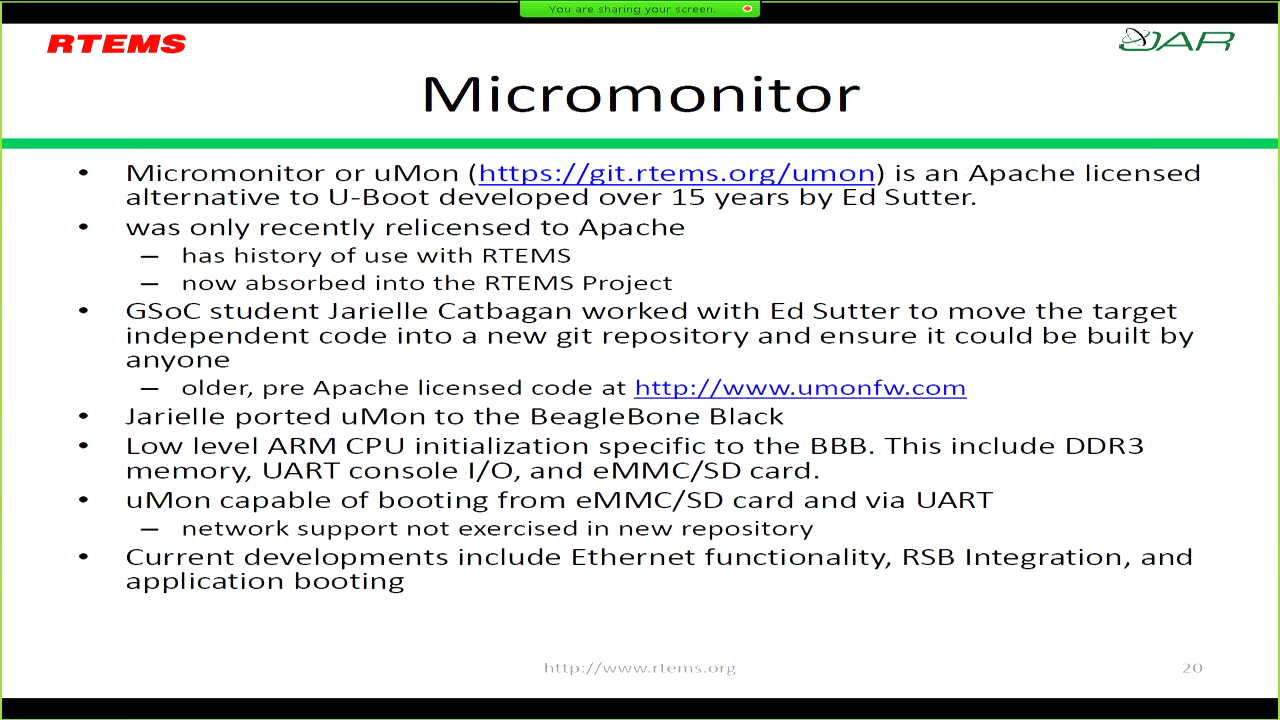 You are sharing your screen.
RTEMS
OAR
Micromonitor
• Micromonitor or uMon (https://git.rtems.org/umon) is an Apache licensed
alternative to U-Boot developed over 15 years by Ed Sutter.
• was only recently relicensed to Apache
– has history of use with RTEMS
– now absorbed into the RTEMS Project
• GSoC student Jarielle Catbagan worked with Ed Sutter to move the target
independent code into a new git repository and ensure it could be built by
anyone
– older, pre Apache licensed code at http://www.umonfw.com
• Jarielle ported uMon to the BeagleBone Black
• Low level ARM CPU initialization specific to the BBB. This include DDR3
memory, UART console I/O, and eMMC/SD card.
• uMon capable of booting from eMMC/SD card and via UART
– network support not exercised in new repository
• Current developments include Ethernet functionality, RSB Integration, and
application booting
http://www.rtems.org
20